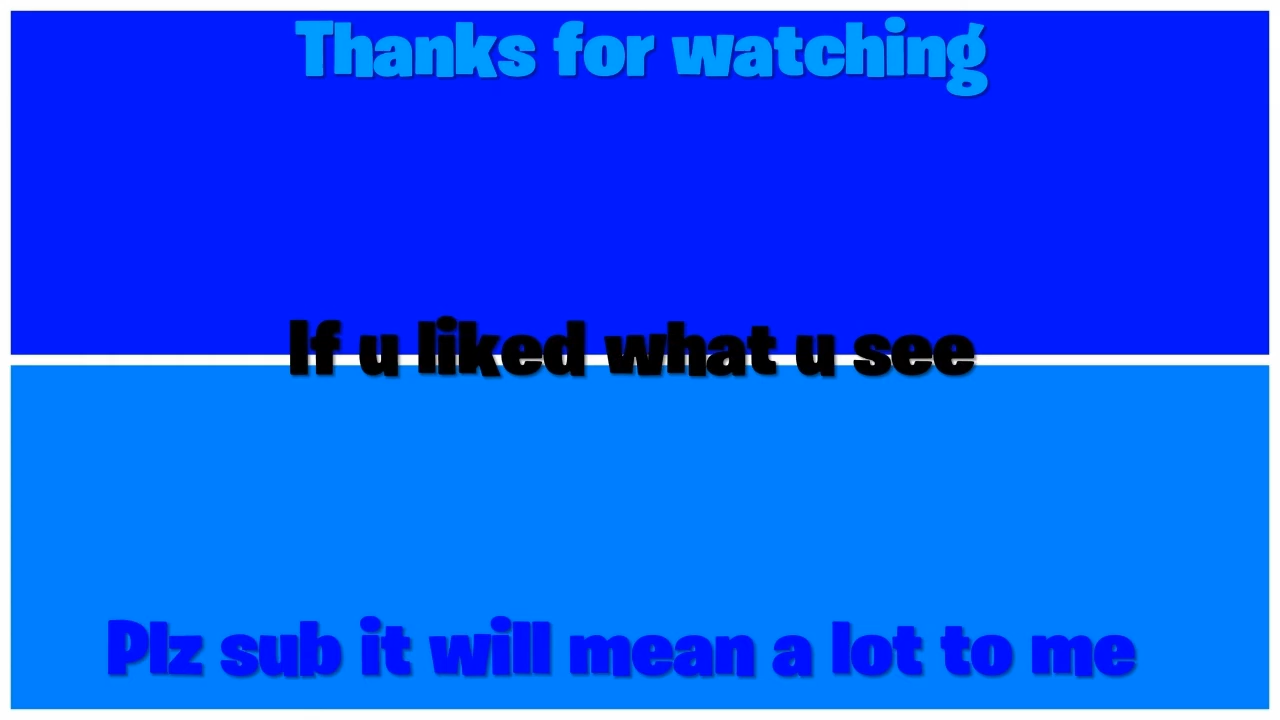 Thanks for watching
If u liked what u see
Plz sub it will mean a lot to me